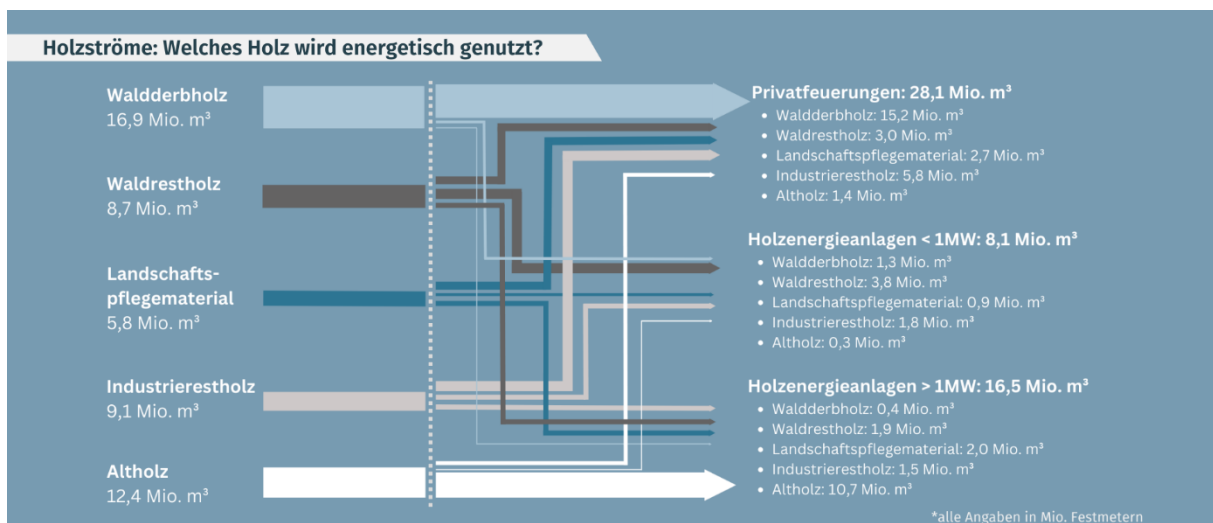 Holzströme: Welches Holz wird energetisch genutzt?
Waldderbholz
16,9 Mio. m³
Waldrestholz
8,7 Mio. m³
Landschafts-
pflegematerial
5,8 Mio. m³
Industrierestholz
9,1 Mio. m³
Altholz
12,4 Mio. m³
Privatfeuerungen: 28,1 Mio. m³
• Waldderbholz: 15,2 Mio. m³
• Waldrestholz: 3,0 Mio. m³
• Landschaftspflegematerial: 2,7 Mio. m³
• Industrierestholz: 5,8 Mio. m³
• Altholz: 1,4 Mio. m³
Holzenergieanlagen < 1MW: 8,1 Mio. m³
• Waldderbholz: 1,3 Mio. m³
• Waldrestholz: 3,8 Mio. m³
• Landschaftspflegematerial: 0,9 Mio. m³
• Industrierestholz: 1,8 Mio. m³
• Altholz: 0,3 Mio. m³
Holzenergieanlagen > 1MW: 16,5 Mio. m³
• Waldderbholz: 0,4 Mio. m³
• Waldrestholz: 1,9 Mio. m³
• Landschaftspflegematerial: 2,0 Mio. m³
• Industrierestholz: 1,5 Mio. m³
• Altholz: 10,7 Mio. m³
*alle Angaben in Mio. Festmetern